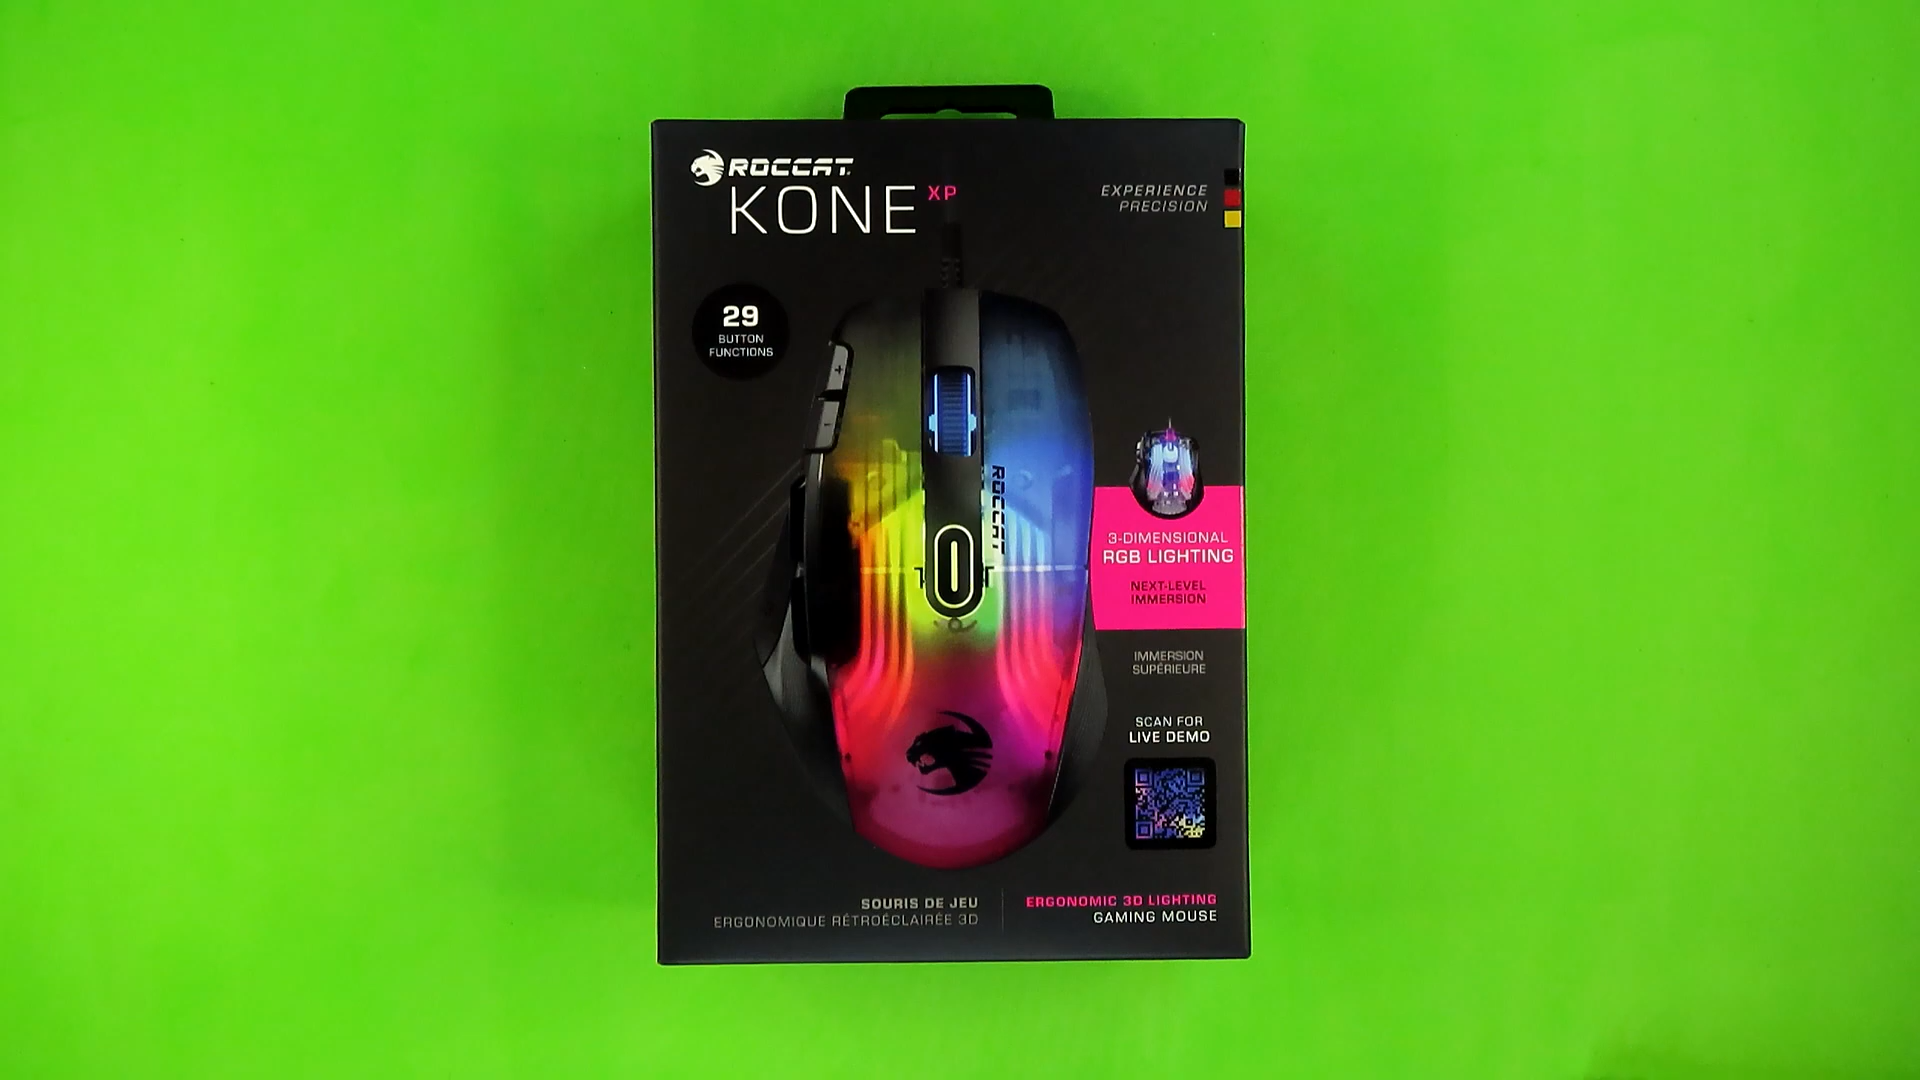 ROCCAT
KONE XP
EXPERIENCE
PRECISION
29
BUTTON
FUNCTIONS
+
-
ROCCAT
3-DIMENSIONAL
RGB LIGHTING
NEXT-LEVEL
IMMERSION
IMMERSION
SUPÉRIEURE
SCAN FOR
LIVE DEMO
SOURIS DE JEU
ERGONOMIQUE RÉTROÉCLAIRÉE 3D
ERGONOMIC 3D LIGHTING
GAMING MOUSE